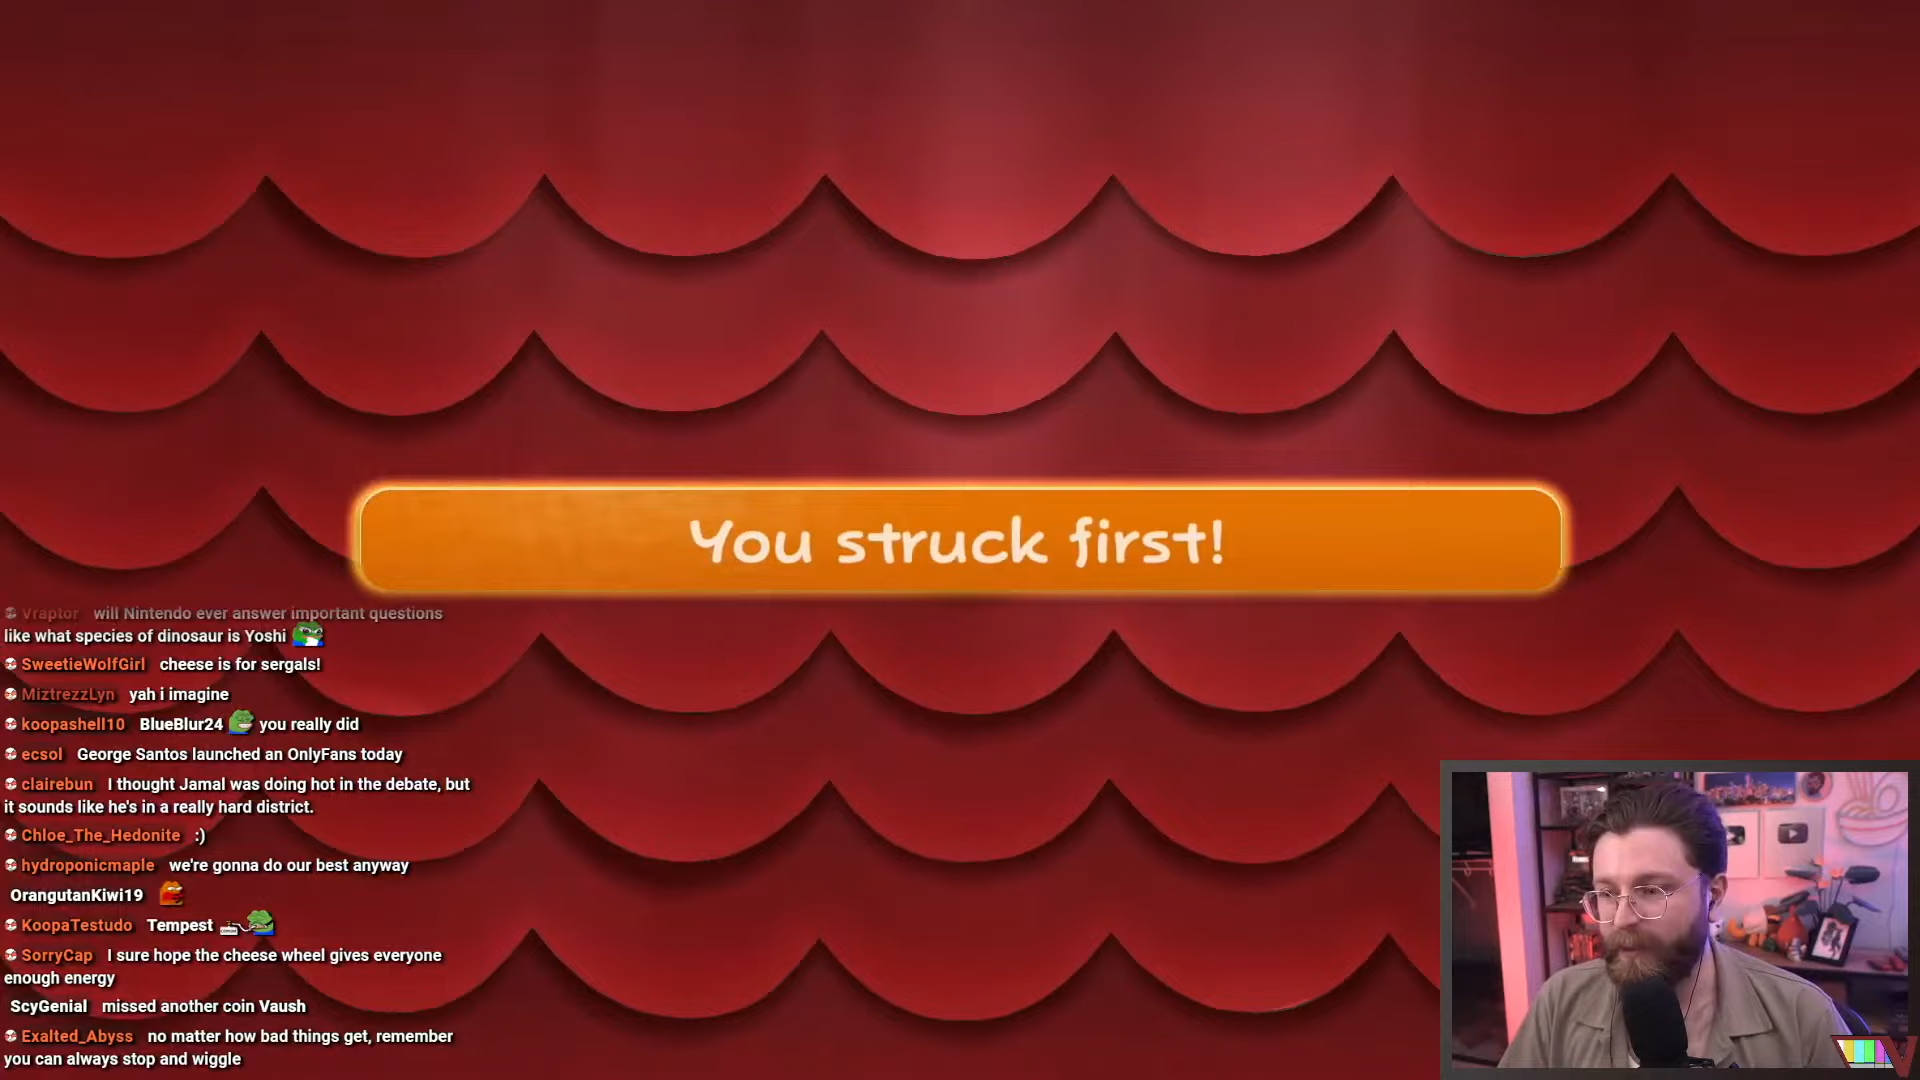 You struck first!
Vraptor will Nintendo ever answer important questions
like what species of dinosaur is Yoshi
SweetieWolfGirl cheese is for sergals!
MiztrezzLyn yah i imagine
koopashell10 BlueBlur24 you really did
ecsol George Santos launched an OnlyFans today
clairebun I thought Jamal was doing hot in the debate, but
it sounds like he's in a really hard district.
Chloe_The_Hedonite :)
hydroponicmaple we're gonna do our best anyway
OrangutanKiwi19
KoopaTestudo Tempest
SorryCap I sure hope the cheese wheel gives everyone
enough energy
ScyGenial missed another coin Vaush
Exalted_Abyss no matter how bad things get, remember
you can always stop and wiggle